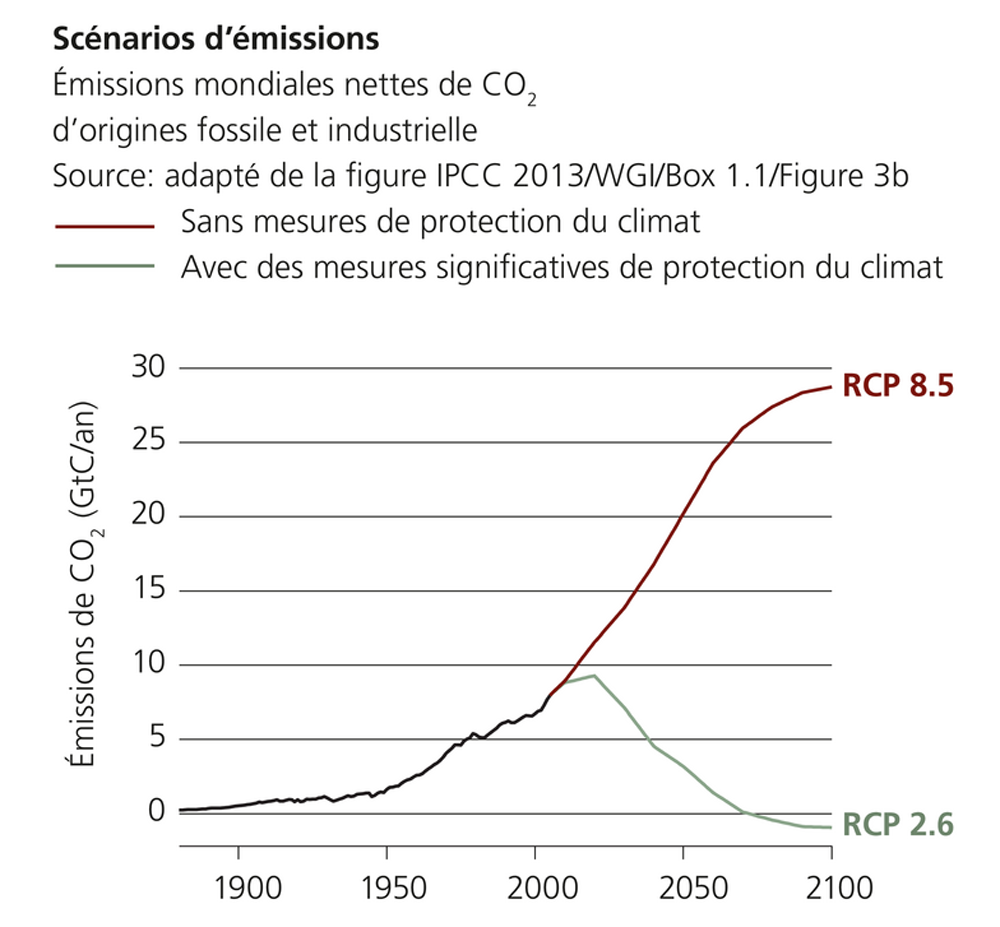 Scénarios d’émissions
Émissions mondiales nettes de CO₂
d’origines fossile et industrielle
Source: adapté de la figure IPCC 2013/WGI/Box 1.1/Figure 3b
Sans mesures de protection du climat
Avec des mesures significatives de protection du climat
Émissions de CO₂ (GtC/an)
30
25
20
15
10
5
0
RCP 8.5
RCP 2.6
1900 1950 2000 2050 2100